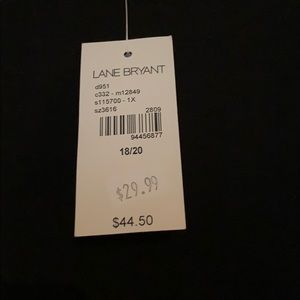 LANE BRYANT
d951
c332 - m12849
s115700 - 1X
sz3616 2809
94456877
18/20
$29.99
$44.50